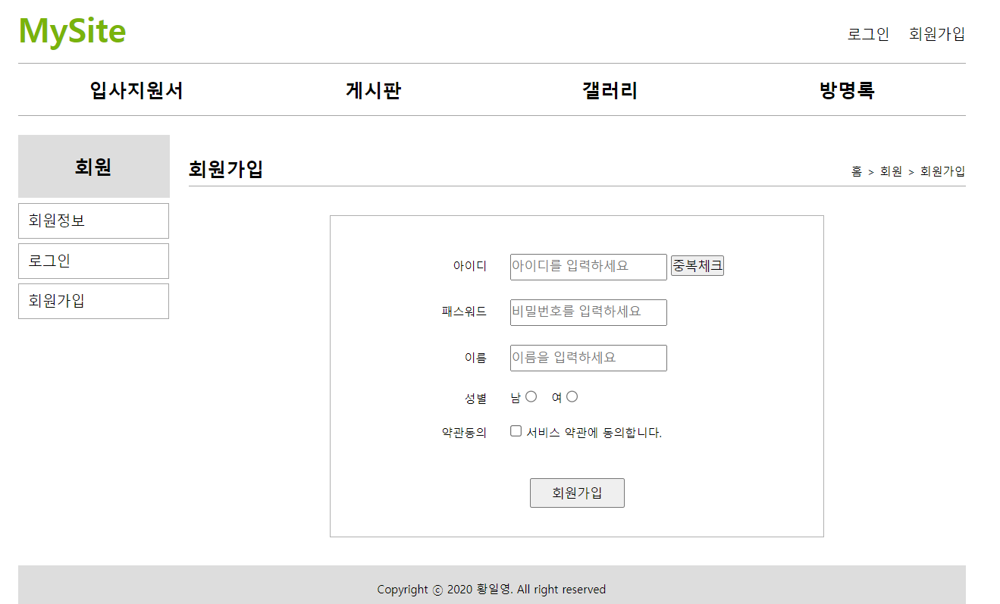 MySite
로그인 회원가입
입사지원서 게시판 갤러리 방명록
회원
회원정보
로그인
회원가입
회원가입
홈 > 회원 > 회원가입
아이디 아이디를 입력하세요 중복체크
패스워드 비밀번호를 입력하세요
이름 이름을 입력하세요
성별 남 여
약관동의 서비스 약관에 동의합니다.
회원가입
Copyright ⓒ 2020 황일영. All right reserved